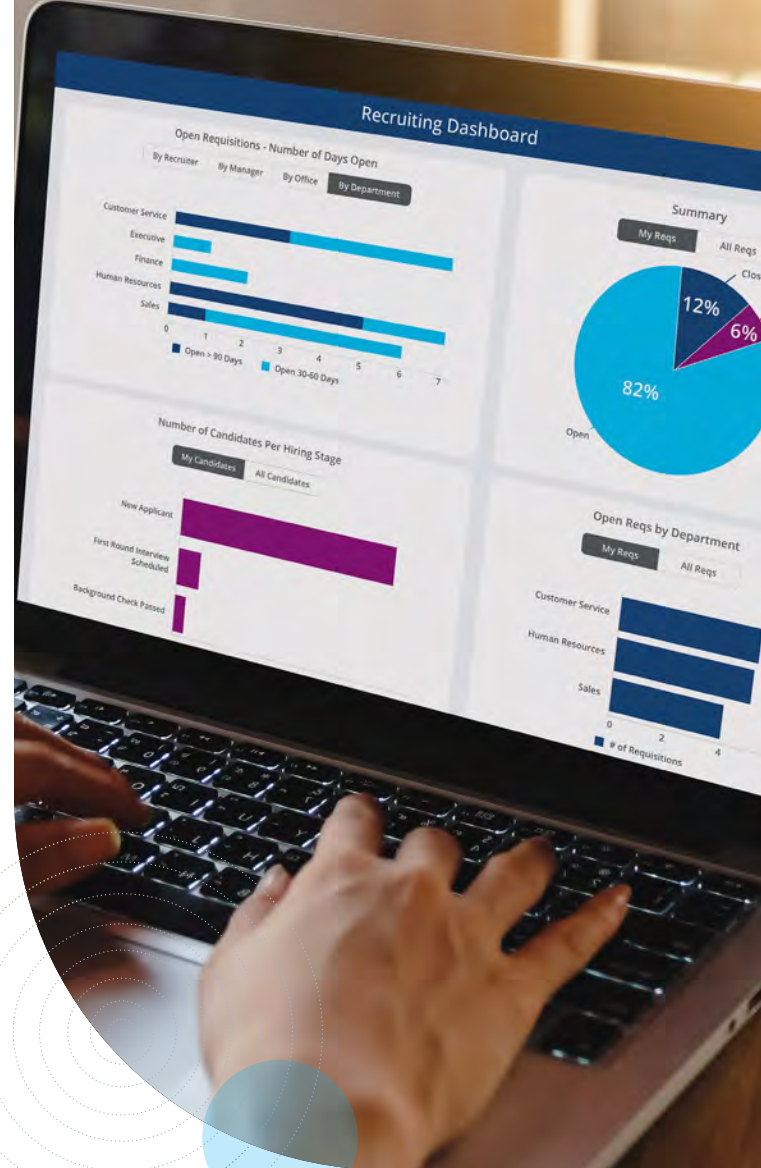 Recruiting Dashboard
Open Requisitions - Number of Days Open
By Recruiter
By Manager
By Office
By Department
Customer Service
Executive
Finance
Human Resources
Sales
0
1
2
3
4
5
6
7
Open > 90 Days
Open 30-60 Days
Summary
My Reqs
All Reqs
12%
6%
82%
Open
Number of Candidates Per Hiring Stage
My Candidates
All Candidates
New Applicant
First Round Interview
Scheduled
Background Check Passed
Open Reqs by Department
My Reqs
All Reqs
Customer Service
Human Resources
Sales
0
2
4
# of Requisitions